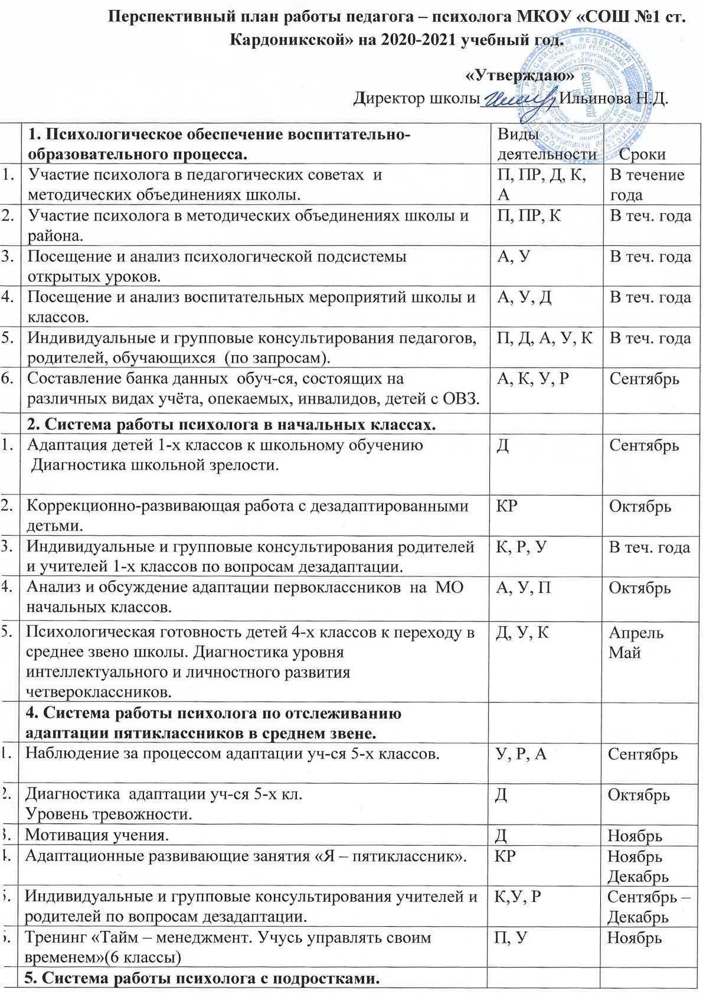 Перспективный план работы педагога – психолога МКОУ «СОШ №1 ст.
Кардоникской» на 2020-2021 учебный год.
«Утверждаю»
Директор школы__________Ильинова Н.Д.
ДЛЯ
ДОКУМЕНТОВ
1. Психологическое обеспечение воспитательно-
образовательного процесса.
Виды
деятельности
Сроки
1. Участие психолога в педагогических советах и
методических объединениях школы.
П, ПР, Д, К,
А
В течение
года
2. Участие психолога в методических объединениях школы и
района.
П, ПР, К
В теч. года
3. Посещение и анализ психологической подсистемы
открытых уроков.
А, У
В теч. года
4. Посещение и анализ воспитательных мероприятий школы и
классов.
А, У, Д
В теч. года
5. Индивидуальные и групповые консультирования педагогов,
родителей, обучающихся (по запросам).
П, Д, А, У, К
В теч. года
6. Составление банка данных обуч-ся, состоящих на
различных видах учёта, опекаемых, инвалидов, детей с ОВЗ.
А, К, У, Р
Сентябрь
2. Система работы психолога в начальных классах.
1. Адаптация детей 1-х классов к школьному обучению
Диагностика школьной зрелости.
Д
Сентябрь
2. Коррекционно-развивающая работа с дезадаптированными
детьми.
КР
Октябрь
3. Индивидуальные и групповые консультирования родителей
и учителей 1-х классов по вопросам дезадаптации.
К, Р, У
В теч. года
4. Анализ и обсуждение адаптации первоклассников на МО
начальных классов.
А, У, П
Октябрь
5. Психологическая готовность детей 4-х классов к переходу в
среднее звено школы. Диагностика уровня
интеллектуального и личностного развития
четвероклассников.
Д, У, К
Апрель
Май
4. Система работы психолога по отслеживанию
адаптации пятиклассников в среднем звене.
1. Наблюдение за процессом адаптации уч-ся 5-х классов.
У, Р, А
Сентябрь
2. Диагностика адаптации уч-ся 5-х кл.
Уровень тревожности.
Д
Октябрь
3. Мотивация учения.
Д
Ноябрь
4. Адаптационные развивающие занятия «Я – пятиклассник».
КР
Ноябрь
Декабрь
5. Индивидуальные и групповые консультирования учителей и
родителей по вопросам дезадаптации.
К,У, Р
Сентябрь –
Декабрь
6. Тренинг «Тайм – менеджмент. Учусь управлять своим
временем»(6 классы)
П, У
Ноябрь
5. Система работы психолога с подростками.